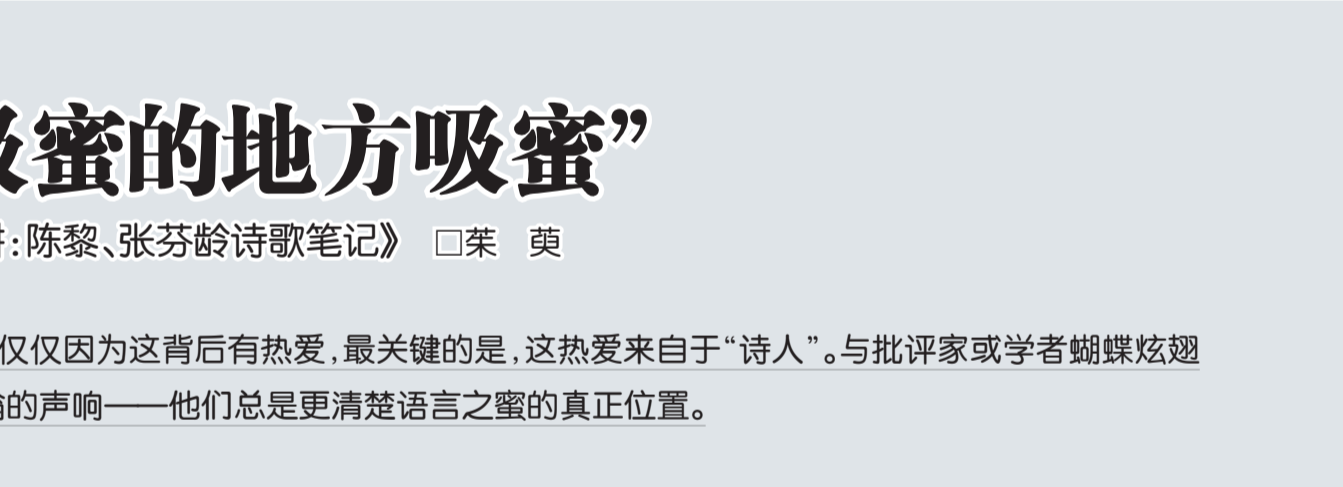 吸蜜的地方吸蜜”
:陈黎、张芬龄诗歌笔记》 □茱 萸
仅仅因为这背后有热爱,最关键的是,这热爱来自于“诗人”。与批评家或学者蝴蝶炫翅
的声响——他们总是更清楚语言之蜜的真正位置。